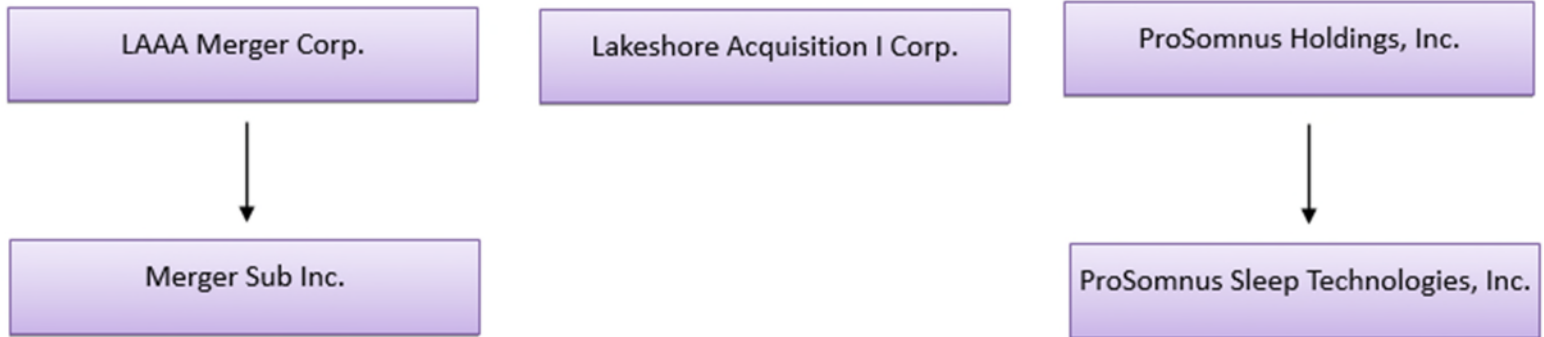 LAAA Merger Corp.
Lakeshore Acquisition I Corp.
ProSomnus Holdings, Inc.
Merger Sub Inc.
ProSomnus Sleep Technologies, Inc.